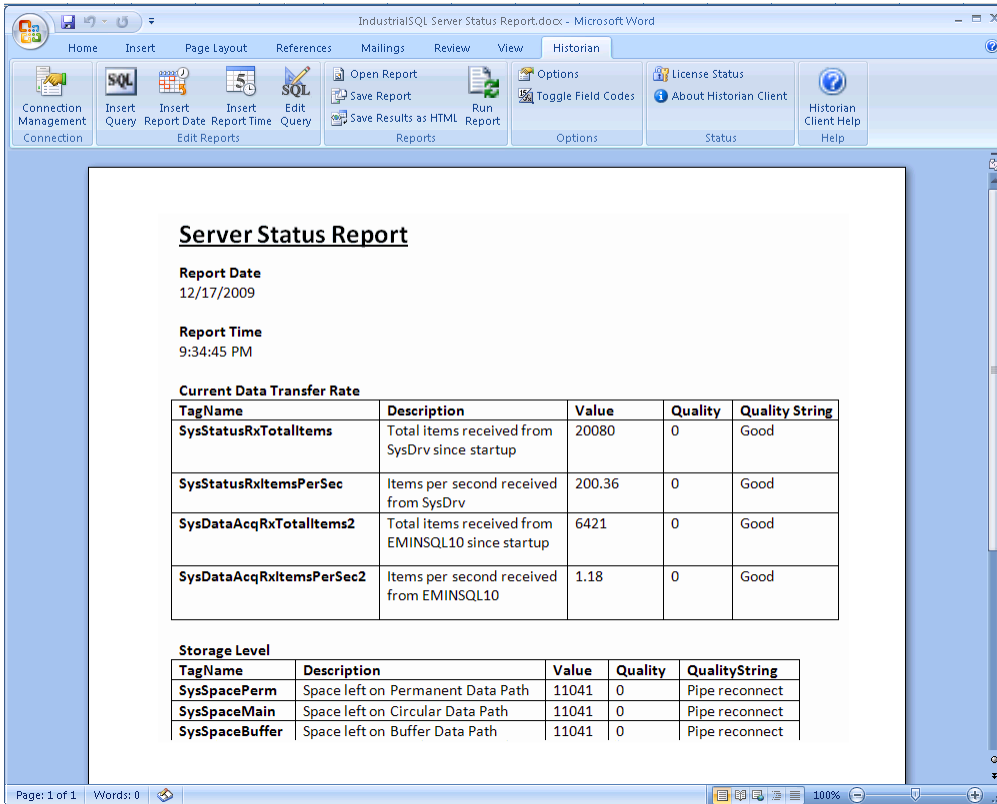 IndustrialSQL Server Status Report.docx - Microsoft Word
Home Insert Page Layout References Mailings Review View Historian
Connection Management
Connection
SQL
Insert Query
Insert Report Date
5
Insert Report Time
SQL
Edit Query
Edit Reports
Open Report
Save Report
Save Results as HTML
Run Report
Reports
Options
Toggle Field Codes
Options
License Status
About Historian Client
Status
Historian Client Help
Help
Server Status Report
Report Date
12/17/2009
Report Time
9:34:45 PM
Current Data Transfer Rate
TagName Description Value Quality Quality String
SysStatusRxTotalItems Total items received from SysDrv since startup 20080 0 Good
SysStatusRxItemsPerSec Items per second received from SysDrv 200.36 0 Good
SysDataAcqRxTotalItems2 Total items received from EMINSQL10 since startup 6421 0 Good
SysDataAcqRxItemsPerSec2 Items per second received from EMINSQL10 1.18 0 Good
Storage Level
TagName Description Value Quality QualityString
SysSpacePerm Space left on Permanent Data Path 11041 0 Pipe reconnect
SysSpaceMain Space left on Circular Data Path 11041 0 Pipe reconnect
SysSpaceBuffer Space left on Buffer Data Path 11041 0 Pipe reconnect
Page: 1 of 1 Words: 0 100%